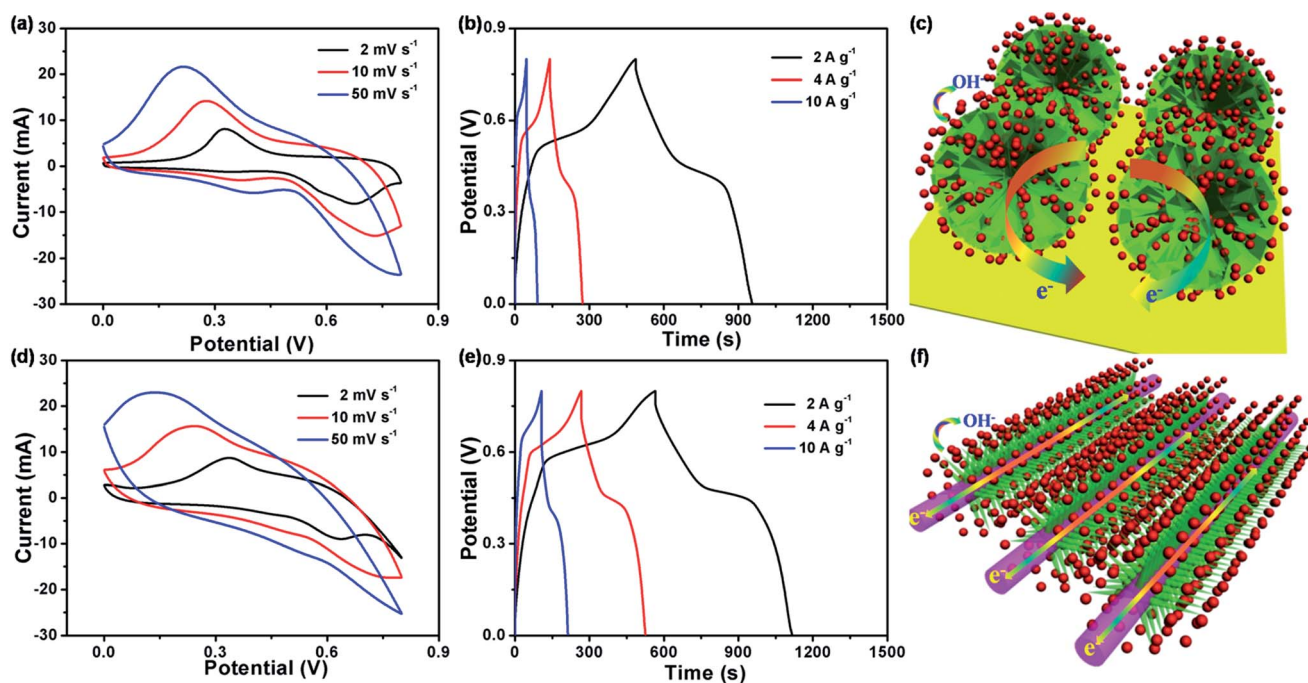 (a)
2 mV s⁻¹
10 mV s⁻¹
50 mV s⁻¹
30
20
10
0
-10
-20
-30
Current (mA)
0.0 0.3 0.6 0.9
Potential (V)
(b)
2 A g⁻¹
4 A g⁻¹
10 A g⁻¹
0.9
0.6
0.3
0.0
Potential (V)
0 300 600 900 1200 1500
Time (s)
(c)
OH⁻
e⁻ e⁻
(d)
2 mV s⁻¹
10 mV s⁻¹
50 mV s⁻¹
30
20
10
0
-10
-20
-30
Current (mA)
0.0 0.3 0.6 0.9
Potential (V)
(e)
2 A g⁻¹
4 A g⁻¹
10 A g⁻¹
0.9
0.6
0.3
0.0
Potential (V)
0 300 600 900 1200 1500
Time (s)
(f)
OH⁻
e⁻
e⁻
e⁻